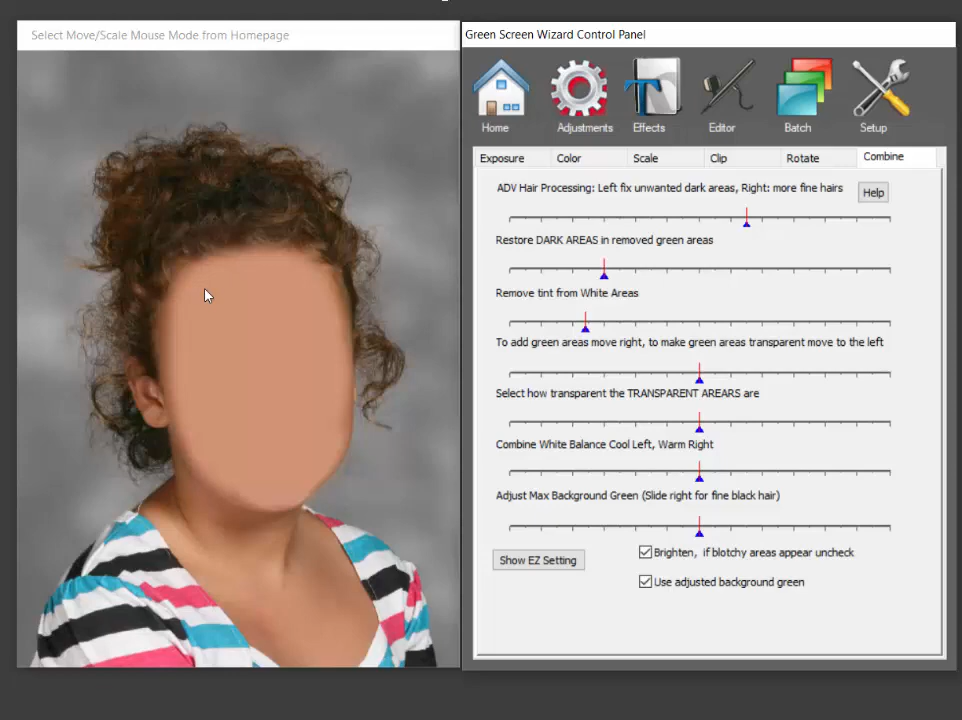 Select Move/Scale Mouse Mode from Homepage
Green Screen Wizard Control Panel
Home
Adjustments
Effects
Editor
Batch
Setup
Exposure
Color
Scale
Clip
Rotate
Combine
ADV Hair Processing: Left fix unwanted dark areas, Right: more fine hairs
Help
Restore DARK AREAS in removed green areas
Remove tint from White Areas
To add green areas move right, to make green areas transparent move to the left
Select how transparent the TRANSPARENT AREARS are
Combine White Balance Cool Left, Warm Right
Adjust Max Background Green (Slide right for fine black hair)
Show EZ Setting
Brighten, if blotchy areas appear uncheck
Use adjusted background green